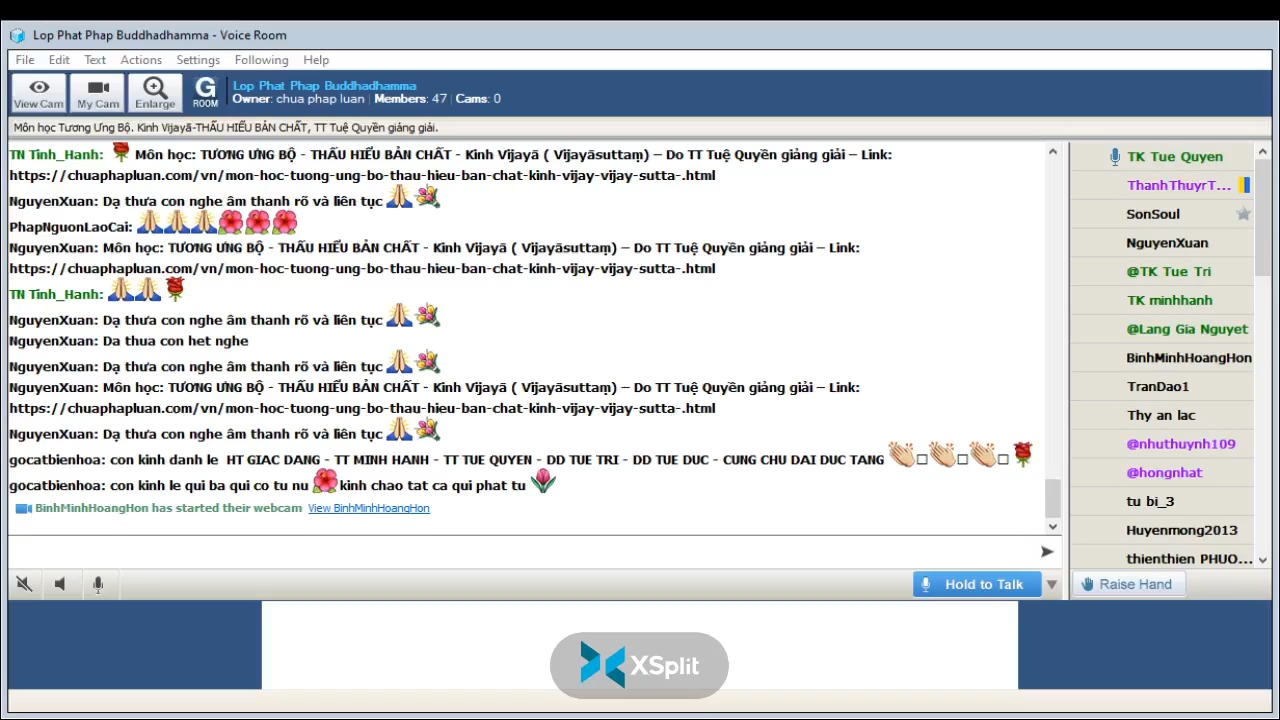 Lop Phat Phap Buddhadhamma - Voice Room
File Edit Text Actions Settings Following Help
View Cam My Cam Enlarge G ROOM
Lop Phat Phap Buddhadhamma
Owner: chua phap luan | Members: 47 | Cams: 0
Môn học Tương Ưng Bộ. Kinh Vijayā-THẤU HIỂU BẢN CHẤT, TT Tuệ Quyền giảng giải.
TN Tinh_Hanh: Môn học: TƯƠNG ƯNG BỘ - THẤU HIỂU BẢN CHẤT - Kinh Vijayā ( Vijayāsuttaṃ) – Do TT Tuệ Quyền giảng giải – Link:
https://chuaphapluan.com/vn/mon-hoc-tuong-ung-bo-thau-hieu-ban-chat-kinh-vijay-vijay-sutta-.html
NguyenXuan: Dạ thưa con nghe âm thanh rõ và liên tục
PhapNguonLaoCai:
NguyenXuan: Môn học: TƯƠNG ƯNG BỘ - THẤU HIỂU BẢN CHẤT - Kinh Vijayā ( Vijayāsuttaṃ) – Do TT Tuệ Quyền giảng giải – Link:
https://chuaphapluan.com/vn/mon-hoc-tuong-ung-bo-thau-hieu-ban-chat-kinh-vijay-vijay-sutta-.html
TN Tinh_Hanh:
NguyenXuan: Dạ thưa con nghe âm thanh rõ và liên tục
NguyenXuan: Da thua con het nghe
NguyenXuan: Dạ thưa con nghe âm thanh rõ và liên tục
NguyenXuan: Môn học: TƯƠNG ƯNG BỘ - THẤU HIỂU BẢN CHẤT - Kinh Vijayā ( Vijayāsuttaṃ) – Do TT Tuệ Quyền giảng giải – Link:
https://chuaphapluan.com/vn/mon-hoc-tuong-ung-bo-thau-hieu-ban-chat-kinh-vijay-vijay-sutta-.html
NguyenXuan: Dạ thưa con nghe âm thanh rõ và liên tục
gocatbienhoa: con kinh danh le HT GIAC DANG - TT MINH HANH - TT TUE QUYEN - DD TUE TRI - DD TUE DUC - CUNG CHU DAI DUC TANG
gocatbienhoa: con kinh le qui ba qui co tu nu kinh chao tat ca qui phat tu
BinhMinhHoangHon has started their webcam View BinhMinhHoangHon
Hold to Talk
TK Tue Quyen
ThanhThuyrT...
SonSoul
NguyenXuan
@TK Tue Tri
TK minhhanh
@Lang Gia Nguyet
BinhMinhHoangHon
TranDao1
Thy an lac
@nhuthuynh109
@hongnhat
tu bi_3
Huyenmong2013
thienthien PHUO...
Raise Hand
XSplit